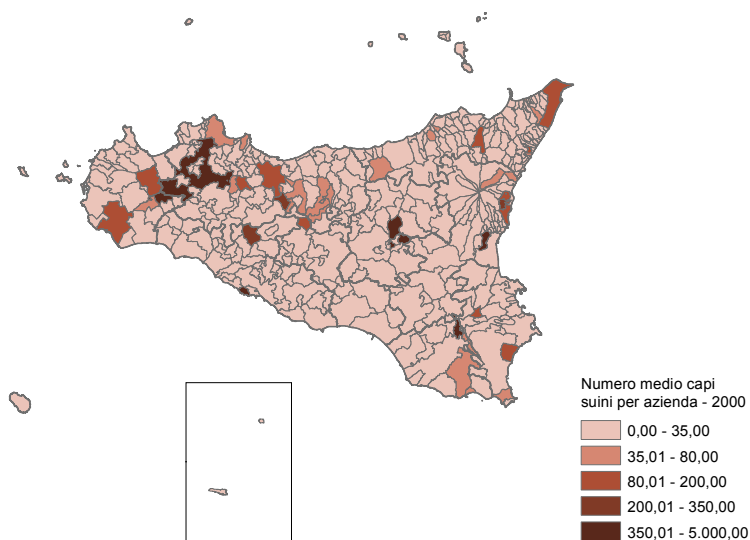 Numero medio capi
suini per azienda - 2000
0,00 - 35,00
35,01 - 80,00
80,01 - 200,00
200,01 - 350,00
350,01 - 5.000,00